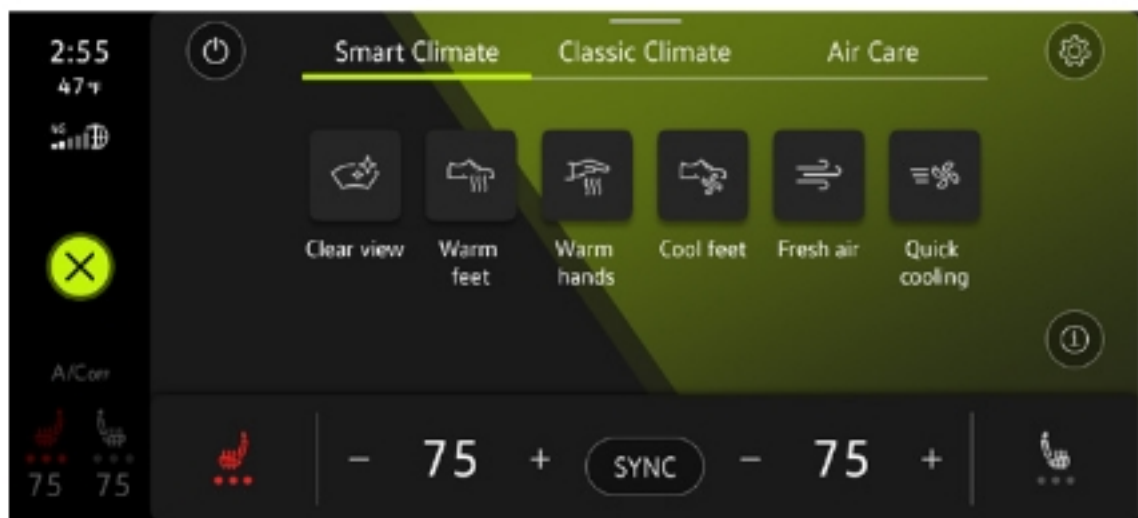 2:55
47°F
Smart Climate
Classic Climate
Air Care
Clear view
Warm
feet
Warm
hands
Cool feet
Fresh air
Quick
cooling
A/C OFF
75
75
75
SYNC
75